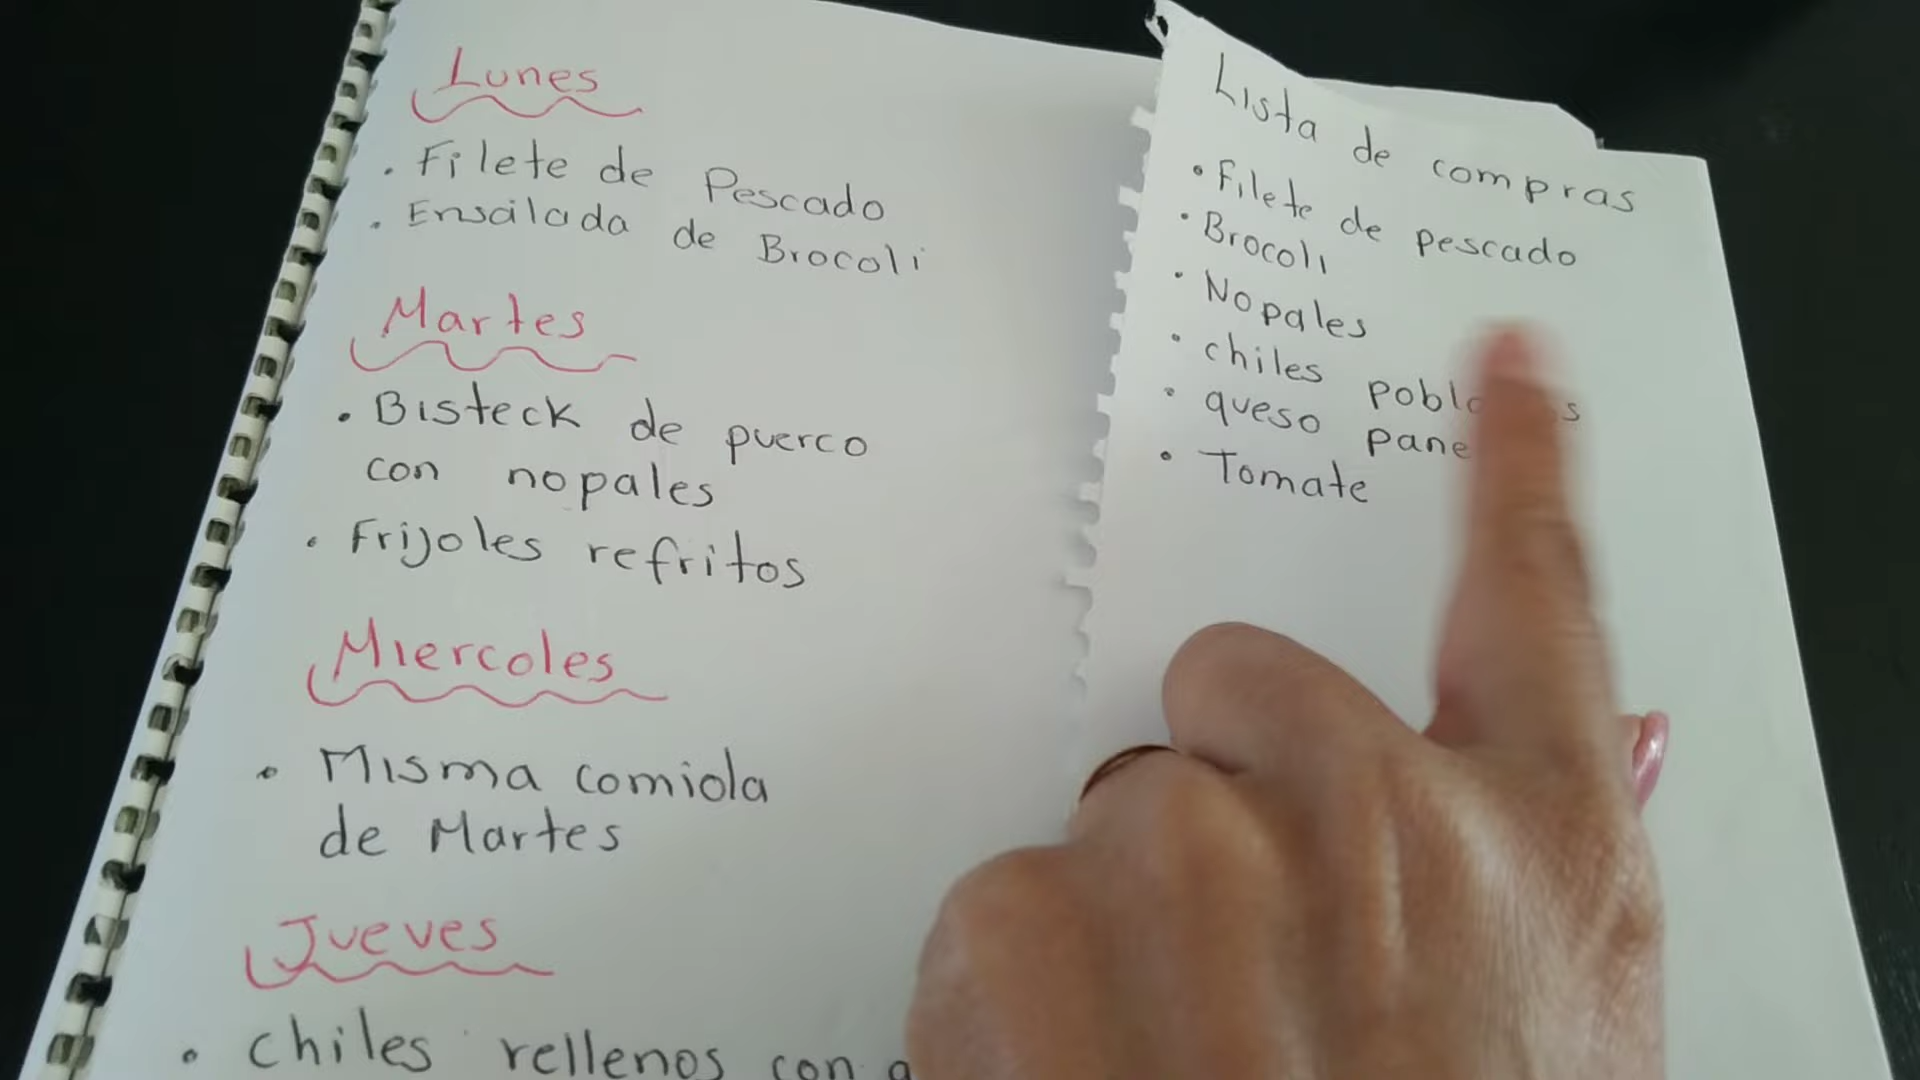 Lunes
• Filete de Pescado
• Ensalada de Brocoli
Martes
• Bisteck de puerco
con nopales
• Frijoles refritos
Miercoles
• Misma comida
de Martes
Jueves
• chiles rellenos con
Lista de compras
• Filete de pescado
• Brocoli
• Nopales
• chiles
• queso
• Tomate